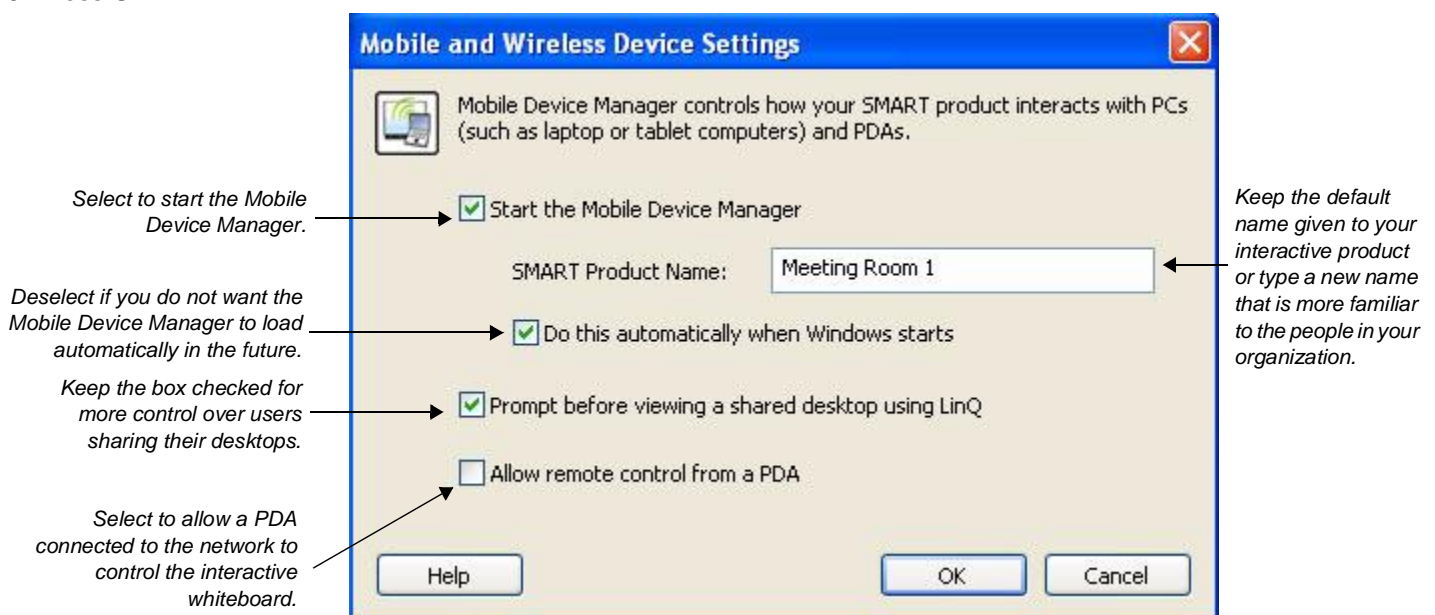 Mobile and Wireless Device Settings
Mobile Device Manager controls how your SMART product interacts with PCs
(such as laptop or tablet computers) and PDAs.
Select to start the Mobile
Device Manager.
Start the Mobile Device Manager
SMART Product Name:
Meeting Room 1
Keep the default
name given to your
interactive product
or type a new name
that is more familiar
to the people in your
organization.
Deselect if you do not want the
Mobile Device Manager to load
automatically in the future.
Do this automatically when Windows starts
Keep the box checked for
more control over users
sharing their desktops.
Prompt before viewing a shared desktop using LinQ
Allow remote control from a PDA
Select to allow a PDA
connected to the network to
control the interactive
whiteboard.
Help
OK
Cancel